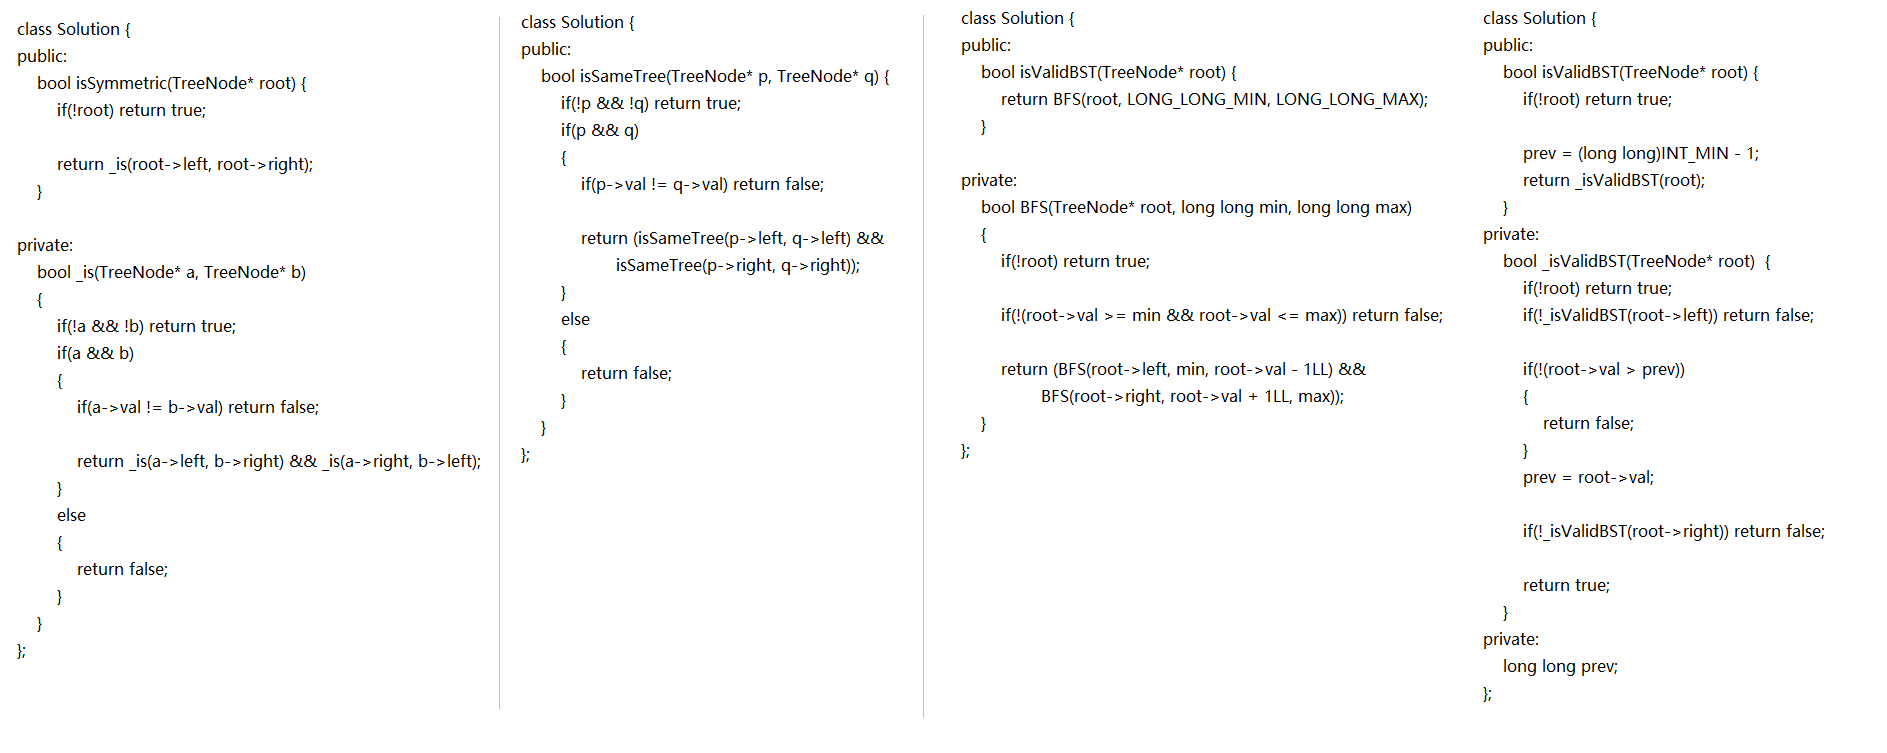 class Solution {
public:
    bool isSymmetric(TreeNode* root) {
        if(!root) return true;

        return _is(root->left, root->right);
    }

private:
    bool _is(TreeNode* a, TreeNode* b)
    {
        if(!a && !b) return true;
        if(a && b)
        {
            if(a->val != b->val) return false;

            return _is(a->left, b->right) && _is(a->right, b->left);
        }
        else
        {
            return false;
        }
    }
};
class Solution {
public:
    bool isSameTree(TreeNode* p, TreeNode* q) {
        if(!p && !q) return true;
        if(p && q)
        {
            if(p->val != q->val) return false;

            return (isSameTree(p->left, q->left) &&
                   isSameTree(p->right, q->right));
        }
        else
        {
            return false;
        }
    }
};
class Solution {
public:
    bool isValidBST(TreeNode* root) {
        return BFS(root, LONG_LONG_MIN, LONG_LONG_MAX);
    }

private:
    bool BFS(TreeNode* root, long long min, long long max)
    {
        if(!root) return true;

        if(!(root->val >= min && root->val <= max)) return false;

        return (BFS(root->left, min, root->val - 1LL) &&
                BFS(root->right, root->val + 1LL, max));
    }
};
class Solution {
public:
    bool isValidBST(TreeNode* root) {
        if(!root) return true;

        prev = (long long)INT_MIN - 1;
        return _isValidBST(root);
    }
private:
    bool _isValidBST(TreeNode* root)  {
        if(!root) return true;
        if(!_isValidBST(root->left)) return false;

        if(!(root->val > prev))
        {
            return false;
        }
        prev = root->val;

        if(!_isValidBST(root->right)) return false;

        return true;
    }
private:
    long long prev;
};